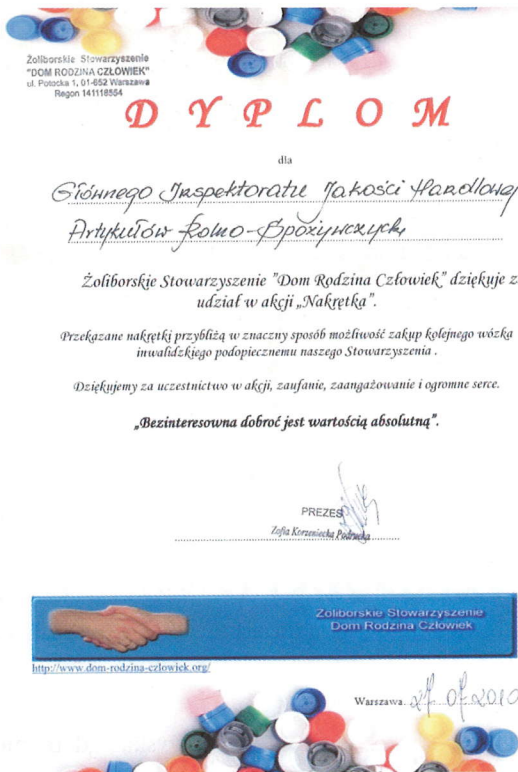 Żoliborskie Stowarzyszenie
"DOM RODZINA CZŁOWIEK"
ul. Potocka 1, 01-652 Warszawa
Regon 141118554
DYPLOM
dla
Głównego Inspektoratu Jakości Handlowej
Artykułów Rolno-Spożywczych
Żoliborskie Stowarzyszenie "Dom Rodzina Człowiek" dziękuje z
udział w akcji „Nakrętka".
Przekazane nakrętki przybliżą w znaczny sposób możliwość zakup kolejnego wózka
inwalidzkiego podopiecznemu naszego Stowarzyszenia .
Dziękujemy za uczestnictwo w akcji, zaufanie, zaangażowanie i ogromne serce.
„Bezinteresowna dobroć jest wartością absolutną".
PREZES
Zofia Korzeniecka Podrucka
Żoliborskie Stowarzyszenie
Dom Rodzina Człowiek
http://www.dom-rodzina-czlowiek.org/
Warszawa 2010